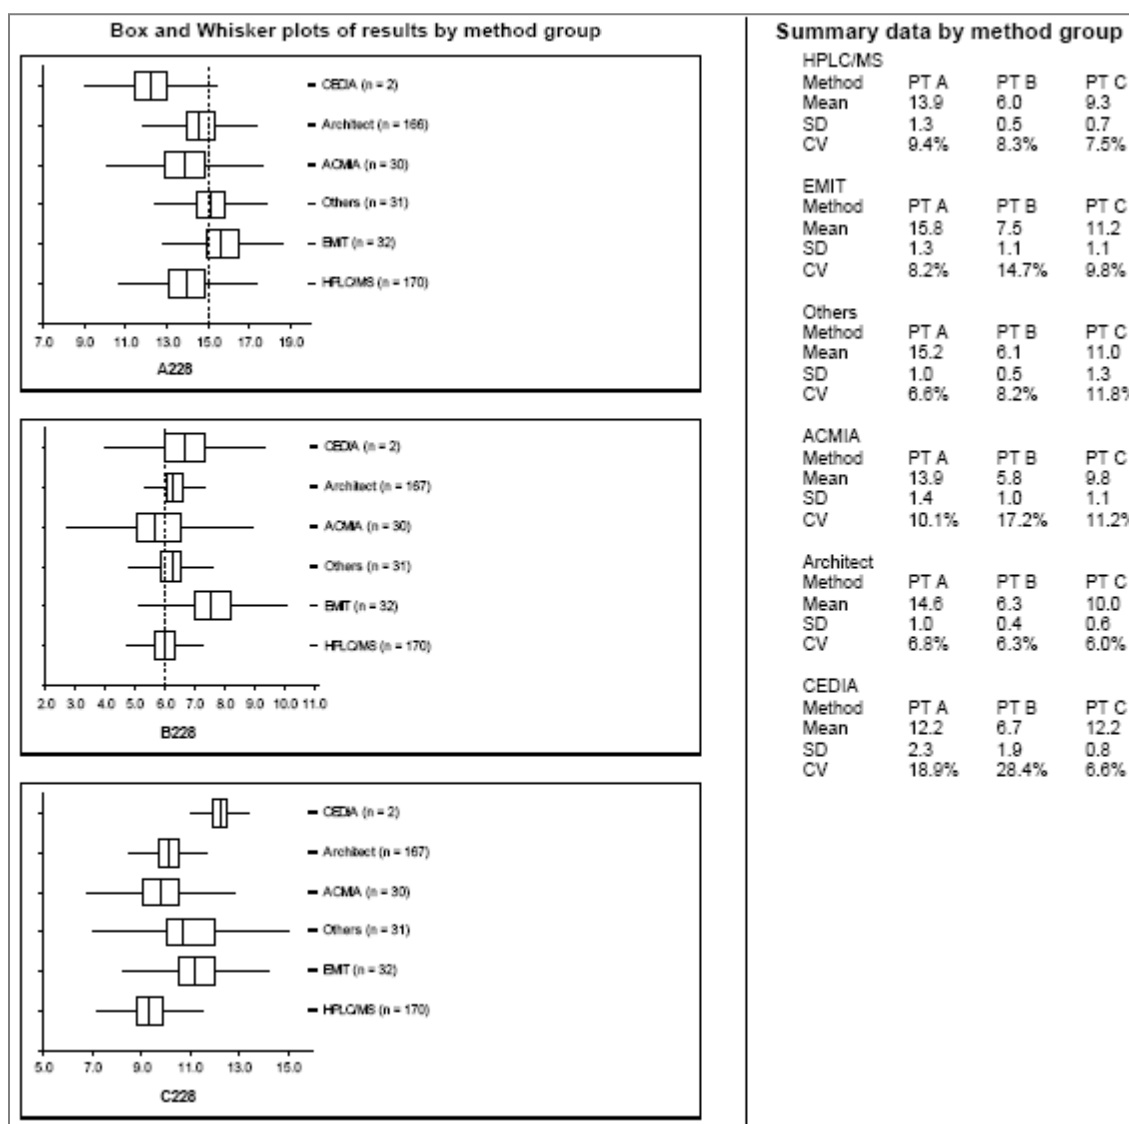 Box and Whisker plots of results by method group
CEDIA (n = 2)
Architect (n = 166)
ACMIA (n = 30)
Others (n = 31)
EMIT (n = 32)
HPLC/MS (n = 170)
7.0 9.0 11.0 13.0 15.0 17.0 19.0
A228
CEDIA (n = 2)
Architect (n = 167)
ACMIA (n = 30)
Others (n = 31)
EMIT (n = 32)
HPLC/MS (n = 170)
2.0 3.0 4.0 5.0 6.0 7.0 8.0 9.0 10.0 11.0
B228
CEDIA (n = 2)
Architect (n = 167)
ACMIA (n = 30)
Others (n = 31)
EMIT (n = 32)
HPLC/MS (n = 170)
5.0 7.0 9.0 11.0 13.0 15.0
C228
Summary data by method group
HPLC/MS
Method PT A PT B PT C
Mean 13.9 6.0 9.3
SD 1.3 0.5 0.7
CV 9.4% 8.3% 7.5%
EMIT
Method PT A PT B PT C
Mean 15.8 7.5 11.2
SD 1.3 1.1 1.1
CV 8.2% 14.7% 9.8%
Others
Method PT A PT B PT C
Mean 15.2 6.1 11.0
SD 1.0 0.5 1.3
CV 6.6% 8.2% 11.8%
ACMIA
Method PT A PT B PT C
Mean 13.9 5.8 9.8
SD 1.4 1.0 1.1
CV 10.1% 17.2% 11.2%
Architect
Method PT A PT B PT C
Mean 14.6 6.3 10.0
SD 1.0 0.4 0.6
CV 6.8% 6.3% 6.0%
CEDIA
Method PT A PT B PT C
Mean 12.2 6.7 12.2
SD 2.3 1.9 0.8
CV 18.9% 28.4% 6.6%